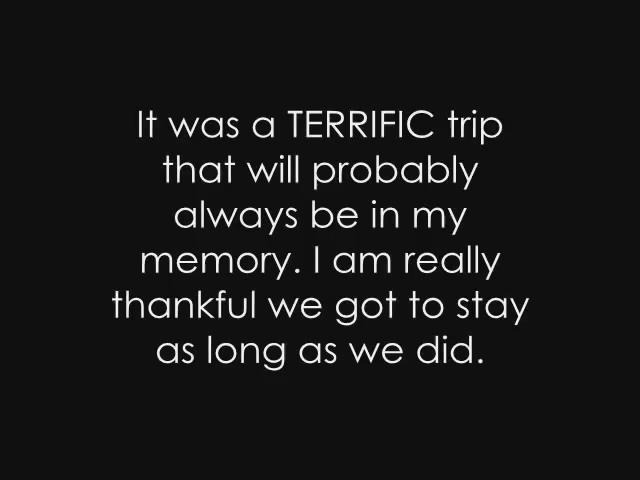 It was a TERRIFIC trip
that will probably
always be in my
memory. I am really
thankful we got to stay
as long as we did.